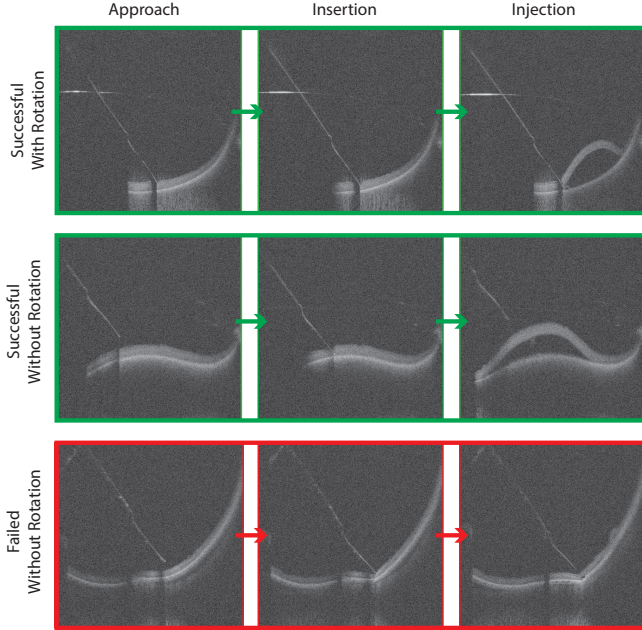 Approach
Insertion
Injection
Successful
With Rotation
Successful
Without Rotation
Failed
Without Rotation